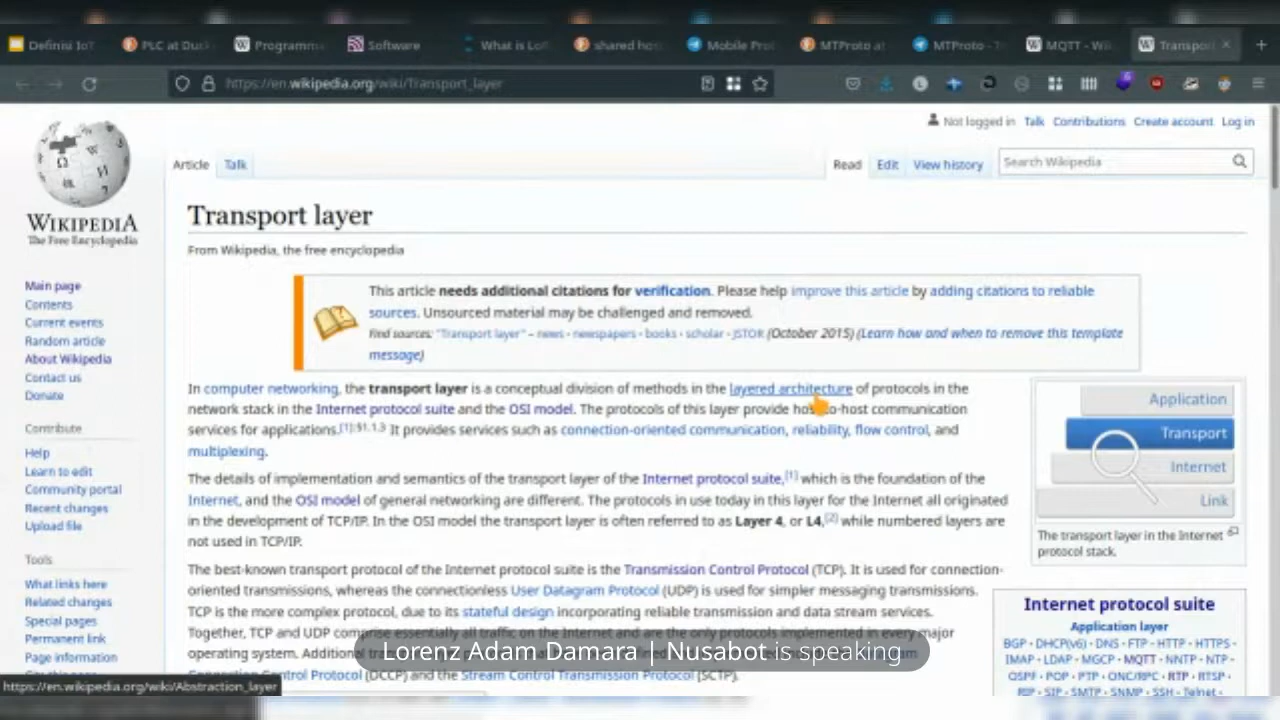 Definisi IoT
PLC at Duck
Programma
Software
What is Lo
shared hos
Mobile Prot
MTProto at
MTProto - T
MQTT - Wik
Transport
https://en.wikipedia.org/wiki/Transport_layer
Not logged in Talk Contributions Create account Log in
Article Talk
Read Edit View history
Search Wikipedia
WIKIPEDIA
The Free Encyclopedia
Main page
Contents
Current events
Random article
About Wikipedia
Contact us
Donate
Contribute
Help
Learn to edit
Community portal
Recent changes
Upload file
Tools
What links here
Related changes
Special pages
Permanent link
Page information
Transport layer
From Wikipedia, the free encyclopedia
This article needs additional citations for verification. Please help improve this article by adding citations to reliable
sources. Unsourced material may be challenged and removed.
Find sources: "Transport layer" – news · newspapers · books · scholar · JSTOR (October 2015) (Learn how and when to remove this template
message)
In computer networking, the transport layer is a conceptual division of methods in the layered architecture of protocols in the
network stack in the Internet protocol suite and the OSI model. The protocols of this layer provide host-to-host communication
services for applications.[1]:§1.1.3 It provides services such as connection-oriented communication, reliability, flow control, and
multiplexing.
The details of implementation and semantics of the transport layer of the Internet protocol suite,[1] which is the foundation of the
Internet, and the OSI model of general networking are different. The protocols in use today in this layer for the Internet all originated
in the development of TCP/IP. In the OSI model the transport layer is often referred to as Layer 4, or L4,[2] while numbered layers are
not used in TCP/IP.
The best-known transport protocol of the Internet protocol suite is the Transmission Control Protocol (TCP). It is used for connection-
oriented transmissions, whereas the connectionless User Datagram Protocol (UDP) is used for simpler messaging transmissions.
TCP is the more complex protocol, due to its stateful design incorporating reliable transmission and data stream services.
Together, TCP and UDP comprise essentially all traffic on the Internet and are the only protocols implemented in every major
operating system. Additional
Control Protocol (DCCP) and the Stream Control Transmission Protocol (SCTP).
Application
Transport
Internet
Link
The transport layer in the Internet
protocol stack.
Internet protocol suite
Application layer
BGP · DHCP(v6) · DNS · FTP · HTTP · HTTPS ·
IMAP · LDAP · MGCP · MQTT · NNTP · NTP ·
OSPF · POP · PTP · ONC/RPC · RTP · RTSP ·
RIP · SIP · SMTP · SNMP · SSH · Telnet ·
Lorenz Adam Damara | Nusabot is speaking
https://en.wikipedia.org/wiki/Abstraction_layer